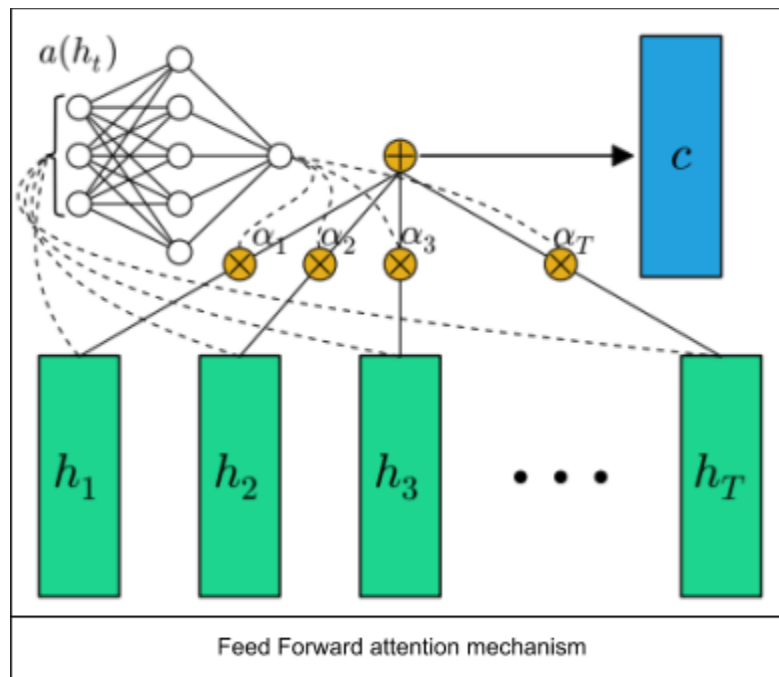 a(h_t)
c
α_1 α_2 α_3 α_T
h_1 h_2 h_3 • • • h_T
Feed Forward attention mechanism